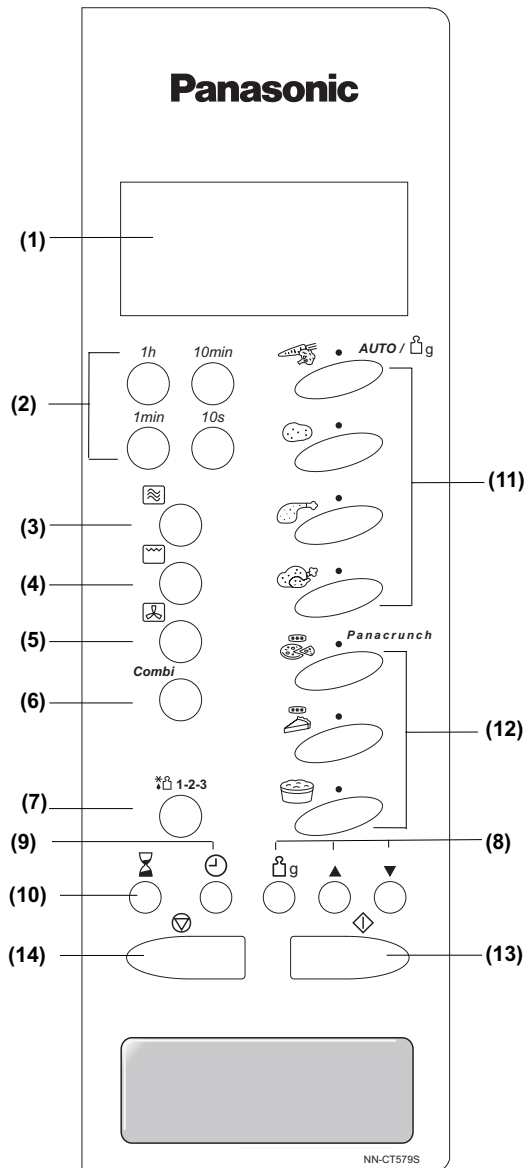 Panasonic
(1)
1h 10min
AUTO / g
(2)
1min 10s
(11)
(3)
(4)
(5)
Panacrunch
Combi
(6)
(12)
1-2-3
(7)
(9) (8)
g
(10)
(14) (13)
NN-CT579S